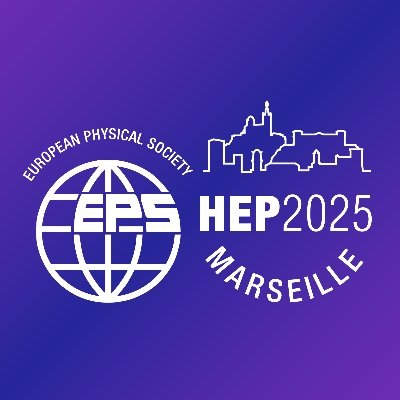 EUROPEAN PHYSICAL SOCIETY
EPS
HEP2025
MARSEILLE